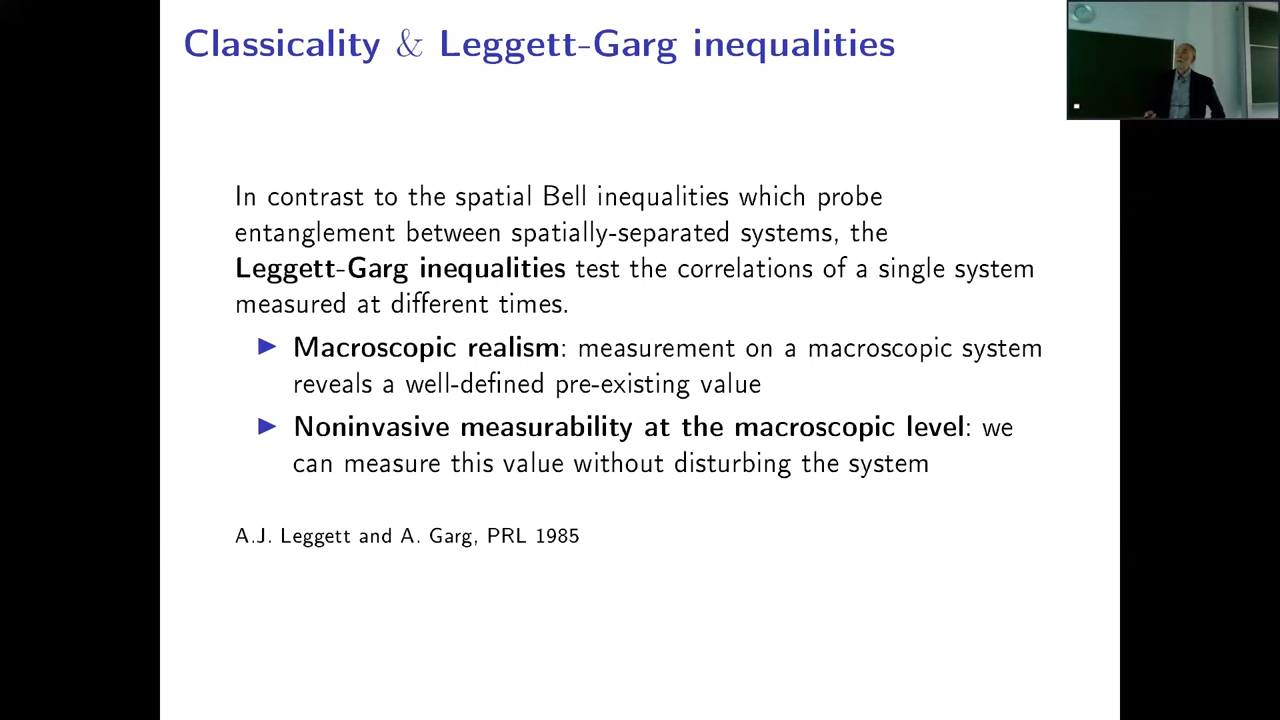 Classicality & Leggett-Garg inequalities
In contrast to the spatial Bell inequalities which probe
entanglement between spatially-separated systems, the
Leggett-Garg inequalities test the correlations of a single system
measured at different times.
▶ Macroscopic realism: measurement on a macroscopic system
reveals a well-defined pre-existing value
▶ Noninvasive measurability at the macroscopic level: we
can measure this value without disturbing the system
A.J. Leggett and A. Garg, PRL 1985